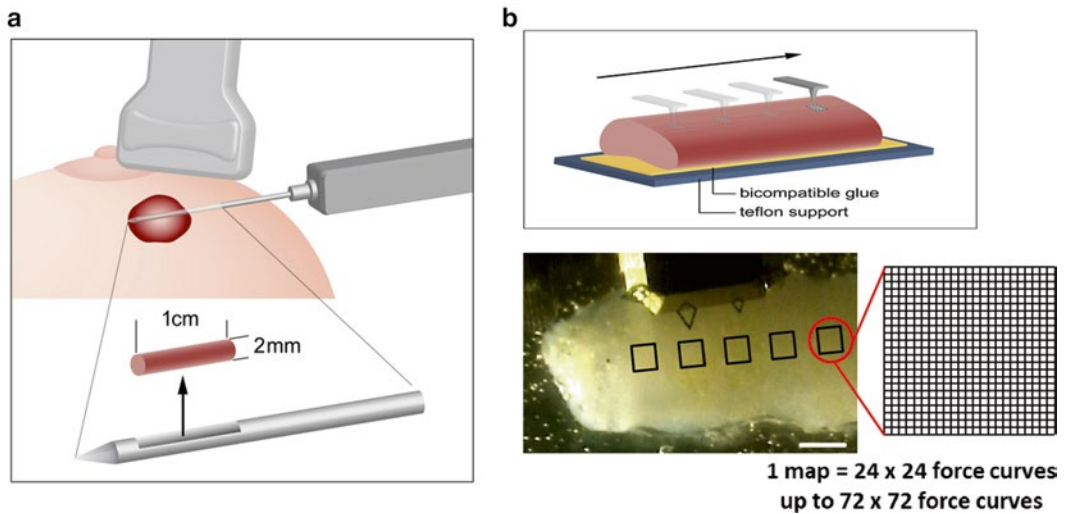 a
1cm
2mm
b
bicompatible glue
teflon support
1 map = 24 x 24 force curves
up to 72 x 72 force curves